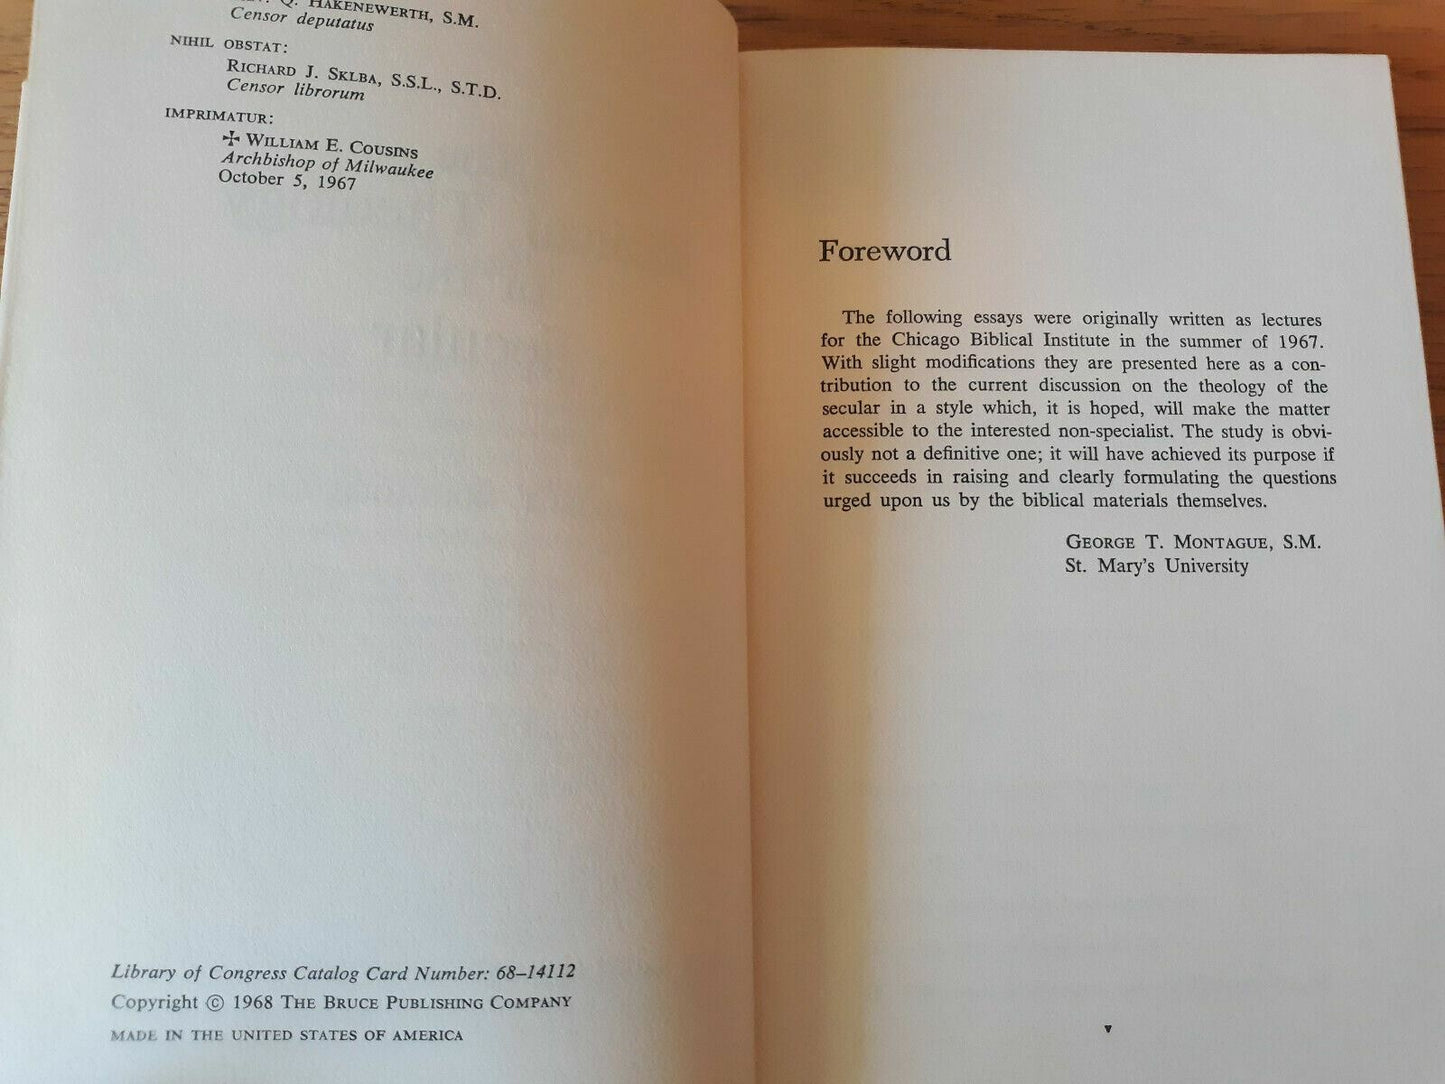 Q. HAKENEWERTH, S.M.
Censor deputatus
NIHIL OBSTAT:
RICHARD J. SKLBA, S.S.L., S.T.D.
Censor librorum
IMPRIMATUR:
✠ WILLIAM E. COUSINS
Archbishop of Milwaukee
October 5, 1967
Library of Congress Catalog Card Number: 68–14112
Copyright © 1968 THE BRUCE PUBLISHING COMPANY
MADE IN THE UNITED STATES OF AMERICA
Foreword
The following essays were originally written as lectures
for the Chicago Biblical Institute in the summer of 1967.
With slight modifications they are presented here as a con-
tribution to the current discussion on the theology of the
secular in a style which, it is hoped, will make the matter
accessible to the interested non-specialist. The study is obvi-
ously not a definitive one; it will have achieved its purpose if
it succeeds in raising and clearly formulating the questions
urged upon us by the biblical materials themselves.
GEORGE T. MONTAGUE, S.M.
St. Mary's University
v